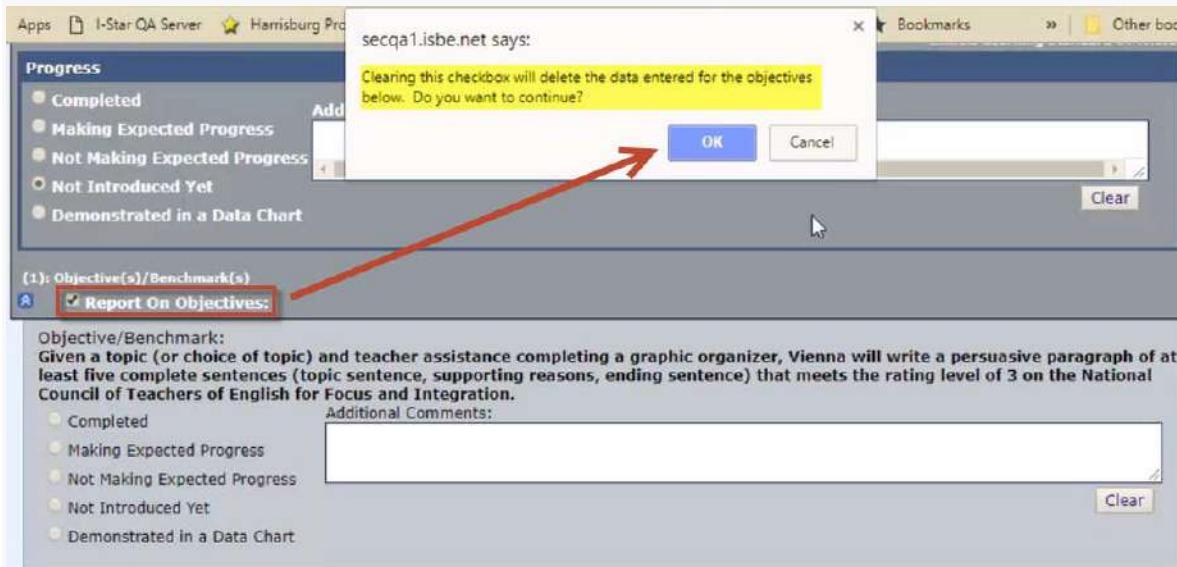 Apps I-Star QA Server Harrisburg Pro Bookmarks » Other boo
secqa1.isbe.net says:
Clearing this checkbox will delete the data entered for the objectives
below. Do you want to continue?
OK Cancel
Progress
Completed
Add
Making Expected Progress
Not Making Expected Progress
Not Introduced Yet
Clear
Demonstrated in a Data Chart
(1): Objective(s)/Benchmark(s)
Report On Objectives:
Objective/Benchmark:
Given a topic (or choice of topic) and teacher assistance completing a graphic organizer, Vienna will write a persuasive paragraph of at
least five complete sentences (topic sentence, supporting reasons, ending sentence) that meets the rating level of 3 on the National
Council of Teachers of English for Focus and Integration.
Completed
Additional Comments:
Making Expected Progress
Not Making Expected Progress
Not Introduced Yet
Clear
Demonstrated in a Data Chart